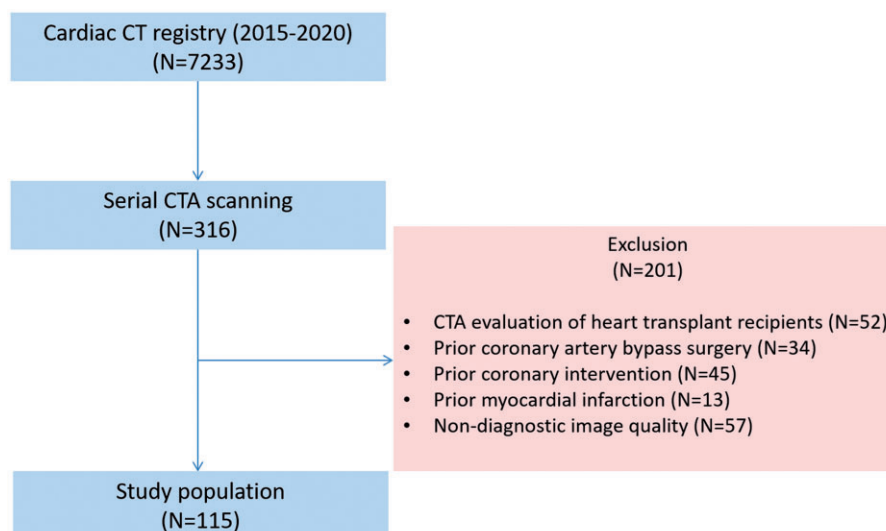 Cardiac CT registry (2015-2020)
(N=7233)
Serial CTA scanning
(N=316)
Exclusion
(N=201)
• CTA evaluation of heart transplant recipients (N=52)
• Prior coronary artery bypass surgery (N=34)
• Prior coronary intervention (N=45)
• Prior myocardial infarction (N=13)
• Non-diagnostic image quality (N=57)
Study population
(N=115)